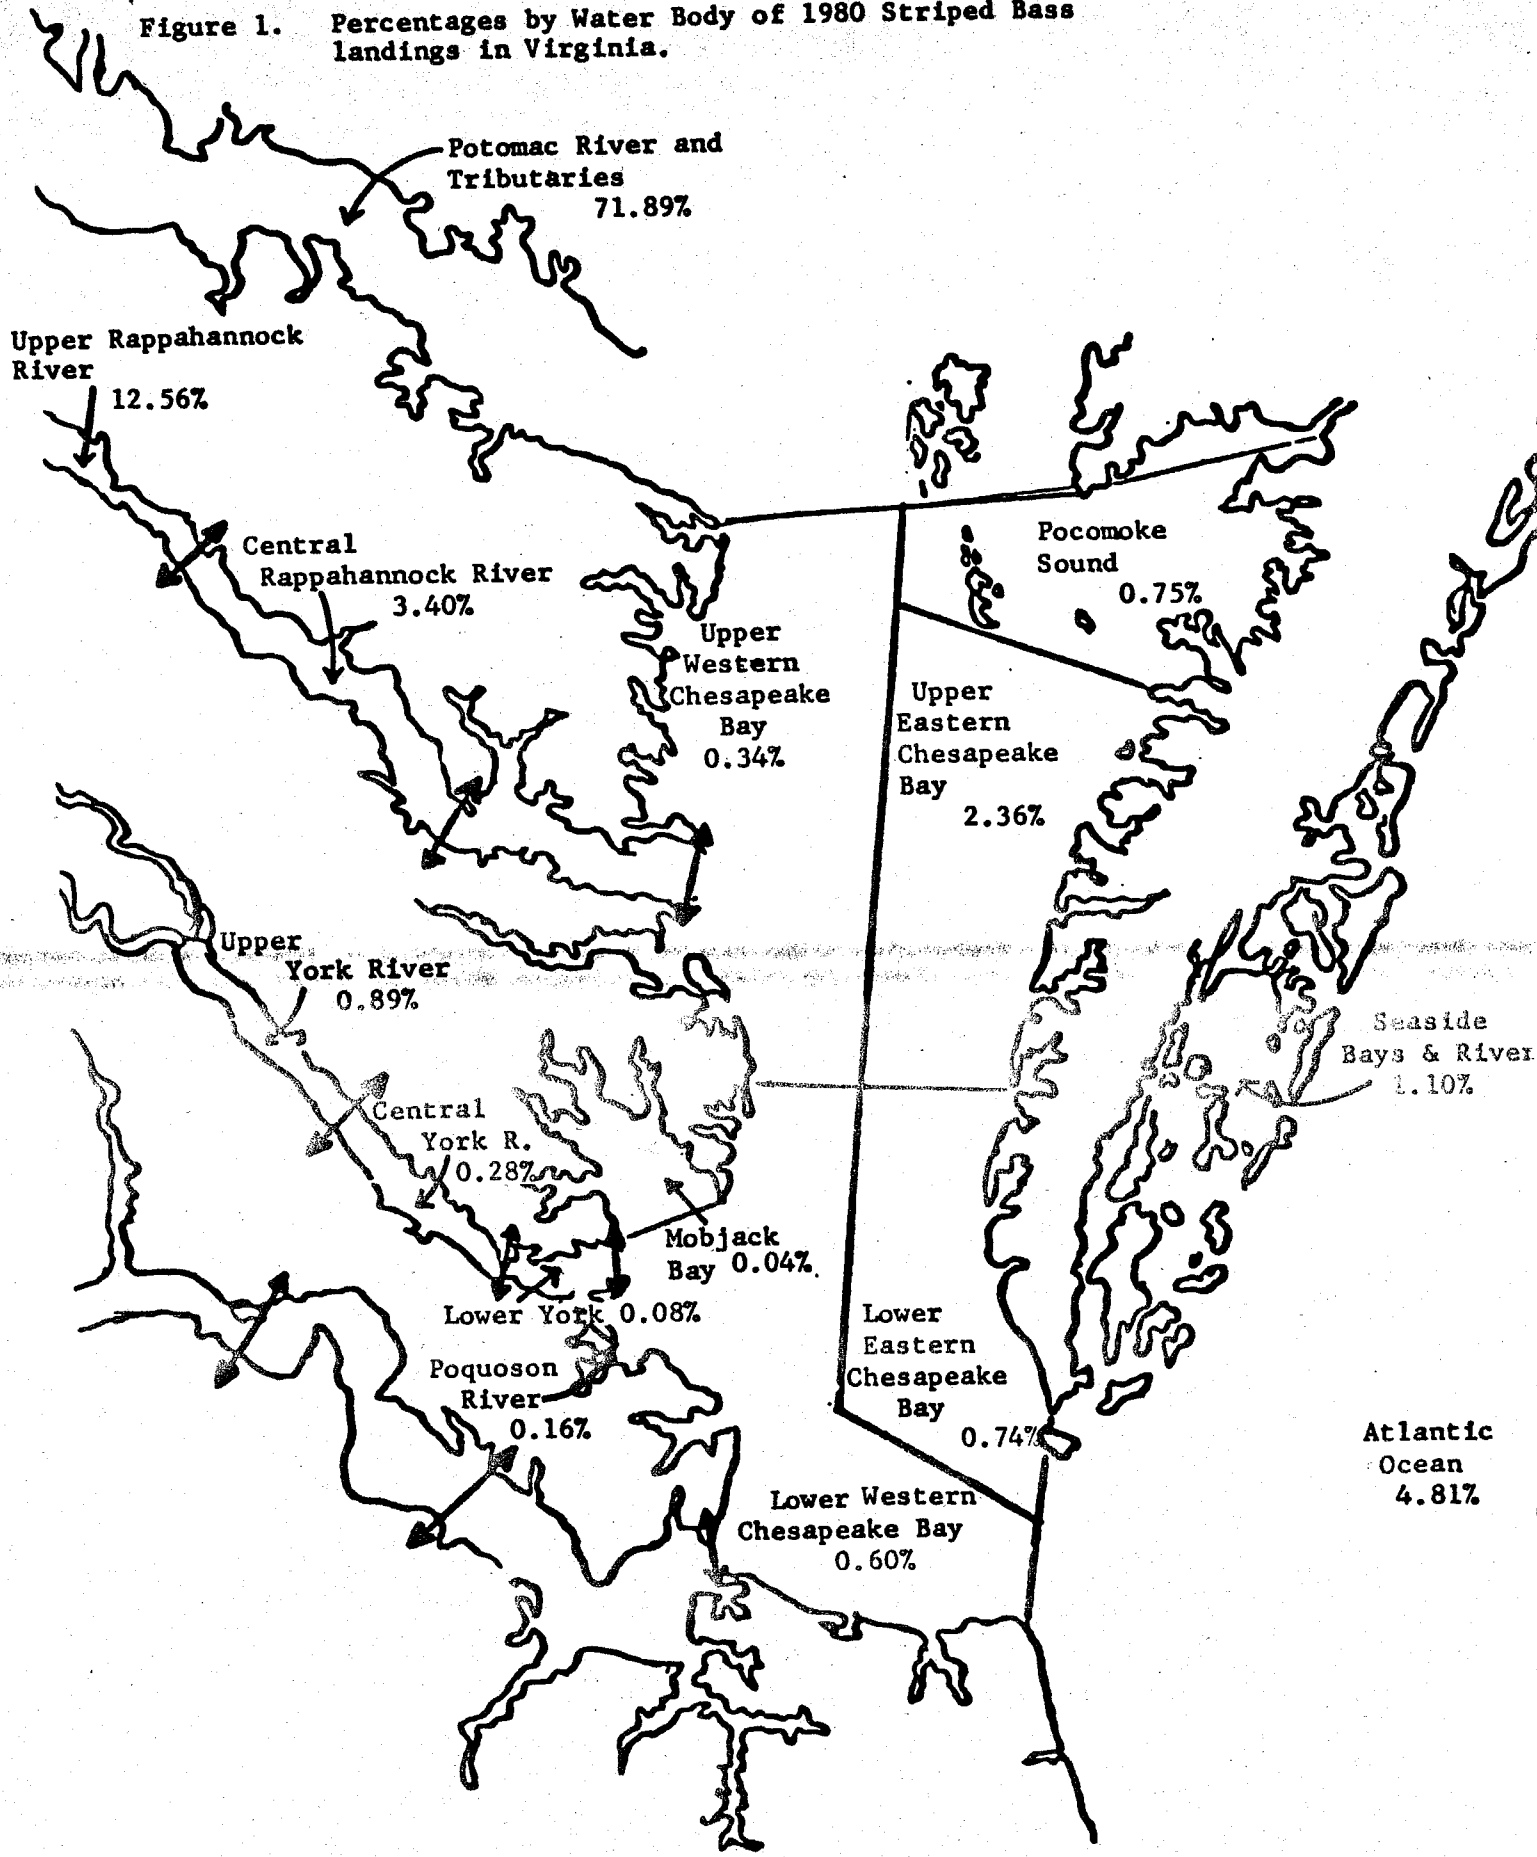 Figure 1. Percentages by Water Body of 1980 Striped Bass
landings in Virginia.
Potomac River and
Tributaries
71.89%
Upper Rappahannock
River
12.56%
Central
Rappahannock River
3.40%
Pocomoke
Sound
0.75%
Upper
Western
Chesapeake
Bay
0.34%
Upper
Eastern
Chesapeake
Bay
2.36%
Upper
York River
0.89%
Seaside
Bays & River
1.10%
Central
York R.
0.28%
Mobjack
Bay 0.04%
Lower York 0.08%
Poquoson
River
0.16%
Lower
Eastern
Chesapeake
Bay
0.74%
Atlantic
Ocean
4.81%
Lower Western
Chesapeake Bay
0.60%